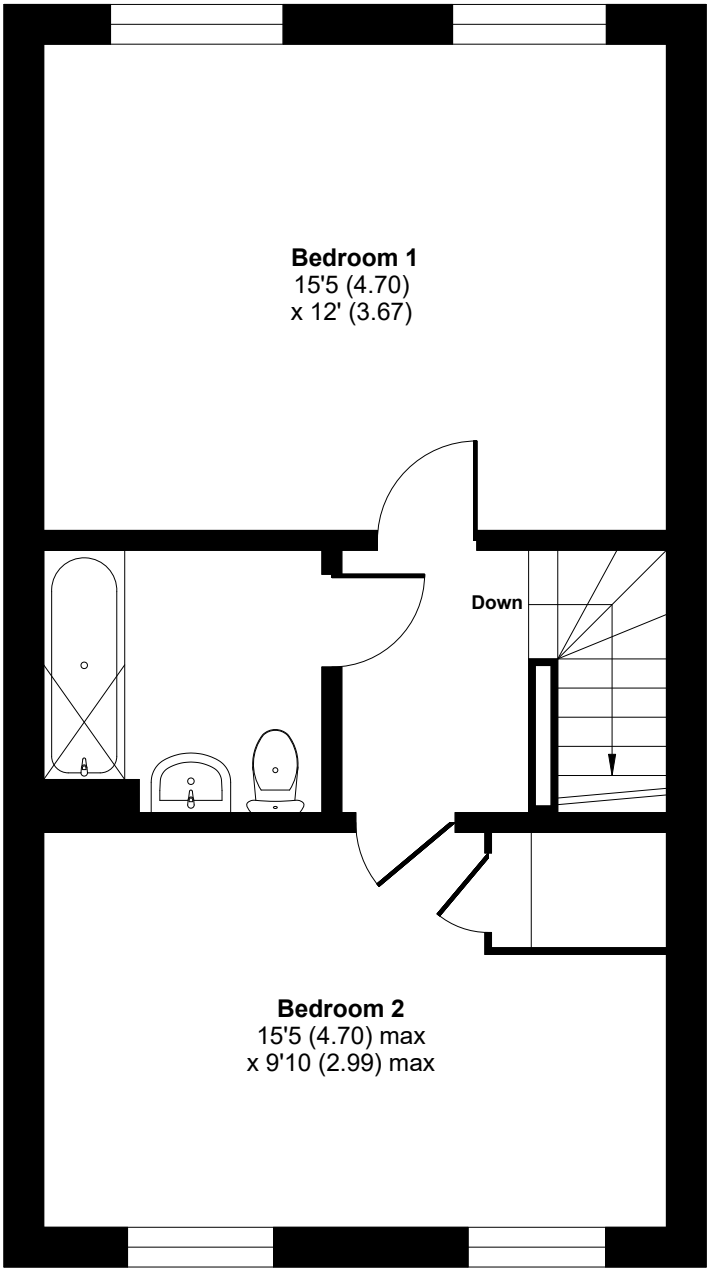 Bedroom 1
15'5 (4.70)
x 12' (3.67)
Down
Bedroom 2
15'5 (4.70) max
x 9'10 (2.99) max